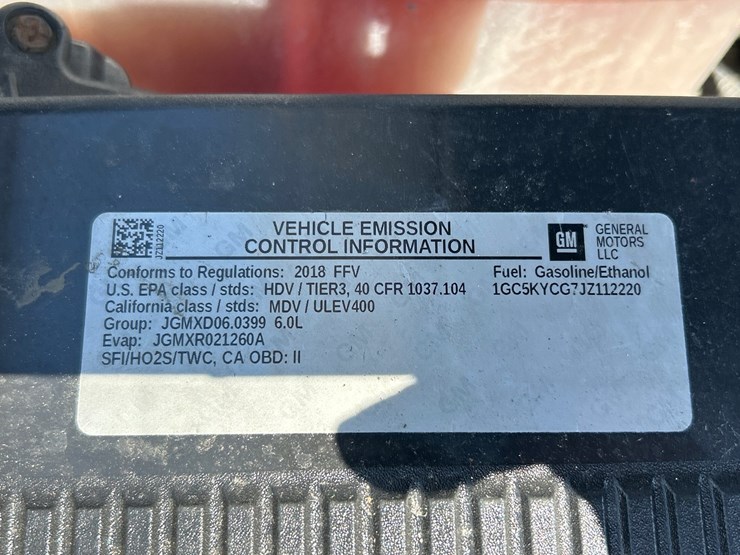 JZ112220
VEHICLE EMISSION
CONTROL INFORMATION
GM
GENERAL
MOTORS
LLC
Conforms to Regulations: 2018 FFV
Fuel: Gasoline/Ethanol
U.S. EPA class / stds: HDV / TIER3, 40 CFR 1037.104
1GC5KYCG7JZ112220
California class / stds: MDV / ULEV400
Group: JGMXD06.0399 6.0L
Evap: JGMXR021260A
SFI/HO2S/TWC, CA OBD: II